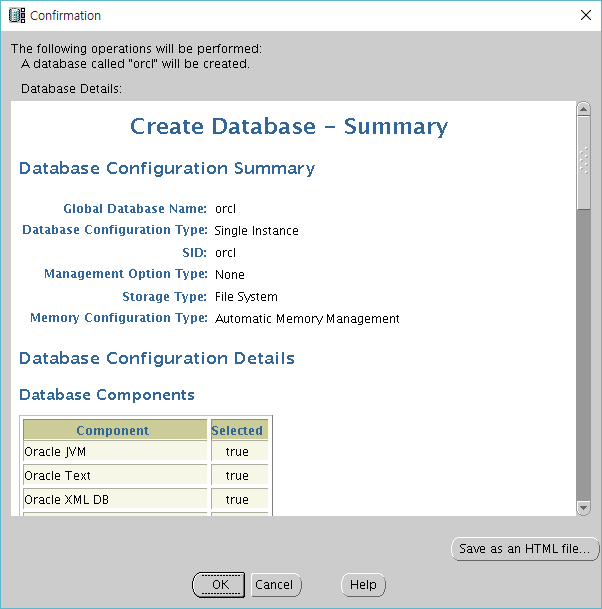 Confirmation
The following operations will be performed:
A database called "orcl" will be created.
Database Details:
Create Database - Summary
Database Configuration Summary
Global Database Name: orcl
Database Configuration Type: Single Instance
SID: orcl
Management Option Type: None
Storage Type: File System
Memory Configuration Type: Automatic Memory Management
Database Configuration Details
Database Components
Component Selected
Oracle JVM true
Oracle Text true
Oracle XML DB true
Save as an HTML file...
OK Cancel Help